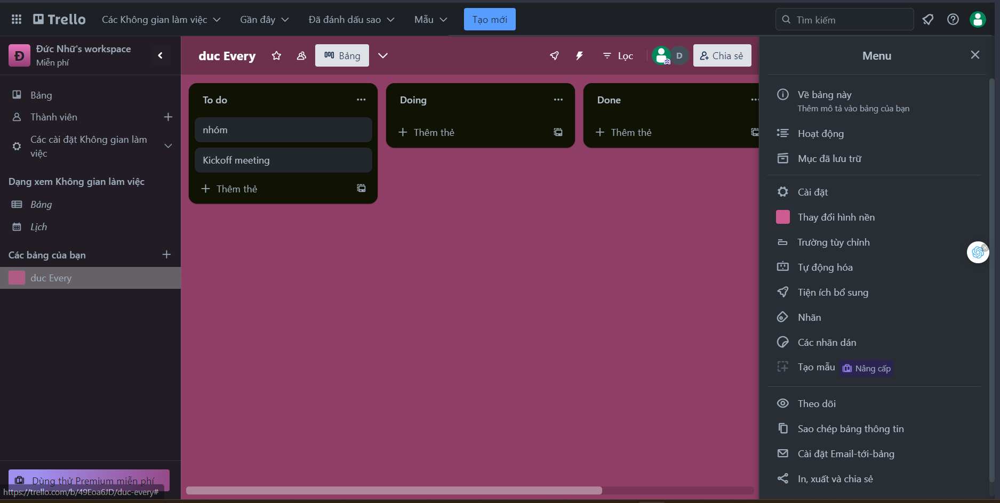 Trello
Các Không gian làm việc
Gần đây
Đã đánh dấu sao
Mẫu
Tạo mới
Tìm kiếm
Đ
Đức Nhữ's workspace
Miễn phí
Bảng
Thành viên
Các cài đặt Không gian làm
việc
Dạng xem Không gian làm việc
Bảng
Lịch
Các bảng của bạn
duc Every
Dùng thử Premium miễn phí
https://trello.com/b/49Eoa6JD/duc-every#
duc Every
Bảng
Lọc
D
Chia sẻ
To do
nhóm
Kickoff meeting
Thêm thẻ
Doing
Thêm thẻ
Done
Thêm thẻ
Menu
Về bảng này
Thêm mô tả vào bảng của bạn
Hoạt động
Mục đã lưu trữ
Cài đặt
Thay đổi hình nền
Trường tùy chỉnh
Tự động hóa
Tiện ích bổ sung
Nhãn
Các nhãn dán
Tạo mẫu
Nâng cấp
Theo dõi
Sao chép bảng thông tin
Cài đặt Email-tới-bảng
In, xuất và chia sẻ